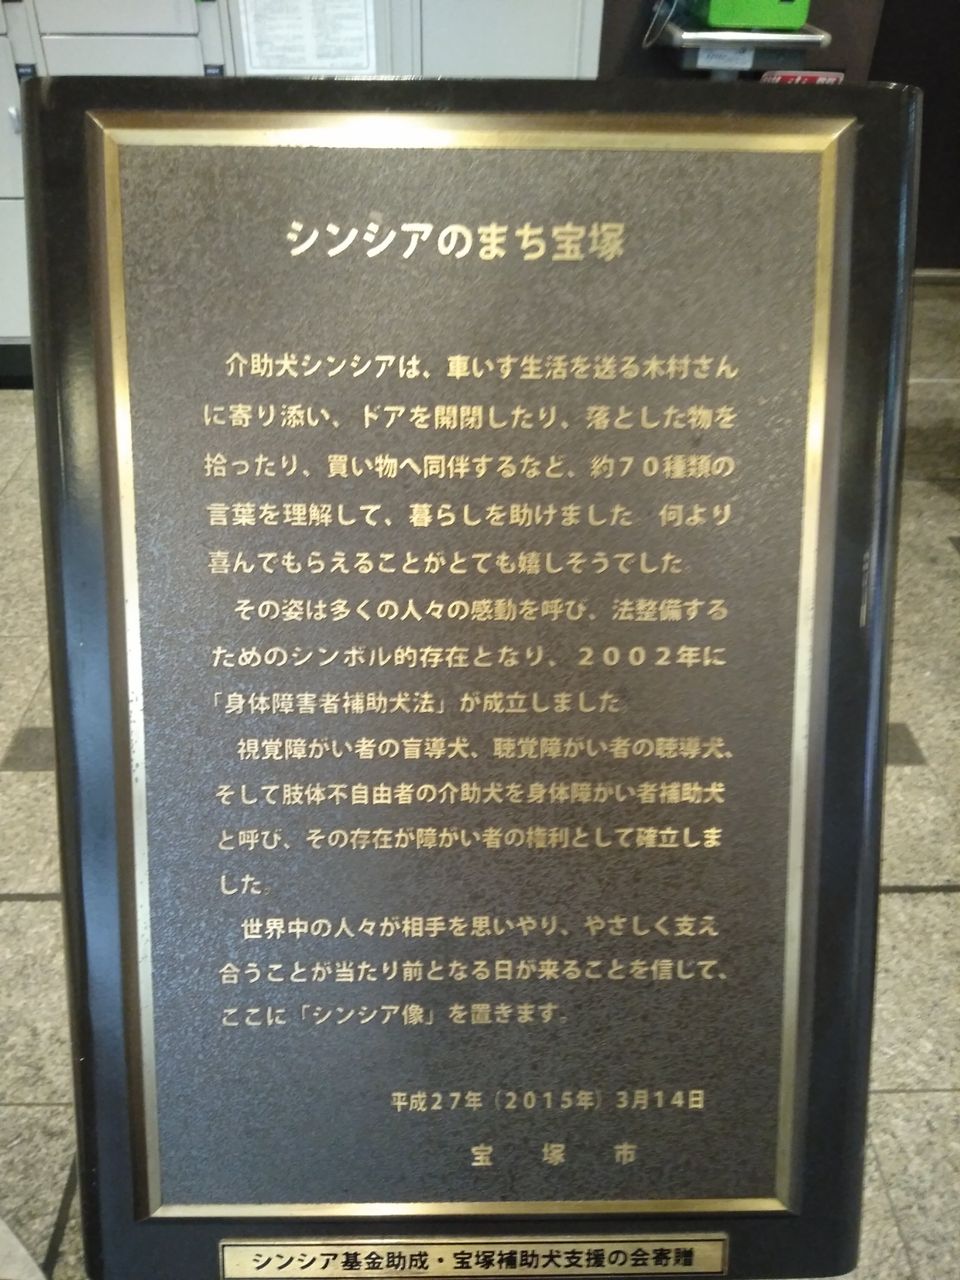 シンシアのまち宝塚
介助犬シンシアは、車いす生活を送る木村さん
に寄り添い、ドアを開閉したり、落とした物を
拾ったり、買い物へ同伴するなど、約70種類の
言葉を理解して、暮らしを助けました　何より
喜んでもらえることがとても嬉しそうでした。
その姿は多くの人々の感動を呼び、法整備する
ためのシンボル的存在となり、2002年に
「身体障害者補助犬法」が成立しました
視覚障がい者の盲導犬、聴覚障がい者の聴導犬、
そして肢体不自由者の介助犬を身体障がい者補助犬
と呼び、その存在が障がい者の権利として確立しま
した。
世界中の人々が相手を思いやり、やさしく支え
合うことが当たり前となる日が来ることを信じて、
ここに「シンシア像」を置きます。
平成27年（2015年）3月14日
宝　塚　市
シンシア基金助成・宝塚補助犬支援の会寄贈